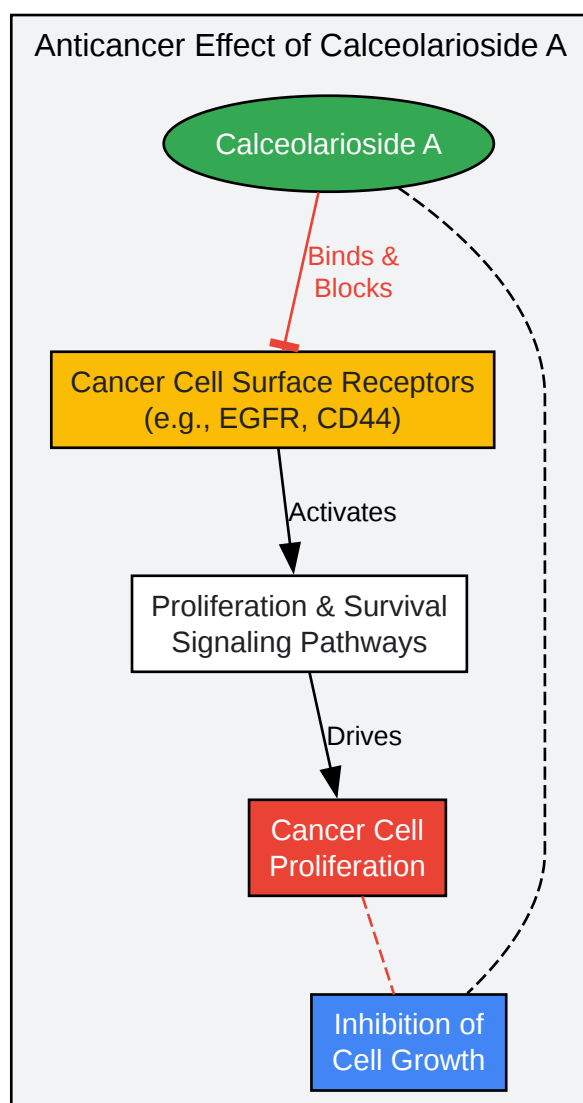 Anticancer Effect of Calceolarioside A
Calceolarioside A
Binds &
Blocks
Cancer Cell Surface Receptors
(e.g., EGFR, CD44)
Activates
Proliferation & Survival
Signaling Pathways
Drives
Cancer Cell
Proliferation
Inhibition of
Cell Growth